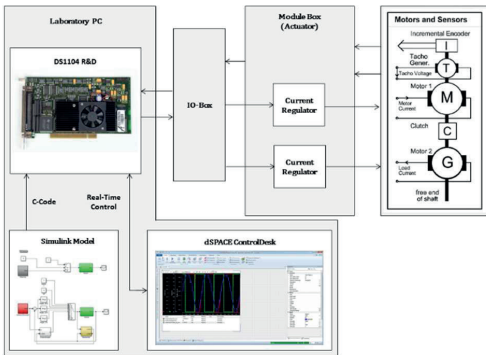 Laboratory PC
DS1104 R&D
IO-Box
Module Box
(Actuator)
Current
Regulator
Current
Regulator
Motors and Sensors
Incremental Encoder
I
Tacho
Gener.
T
Tacho Voltage
Motor 1
M
Motor
Current
Clutch
C
Motor 2
G
Load
Current
free end
of shaft
C-Code
Real-Time
Control
Simulink Model
dSPACE ControlDesk